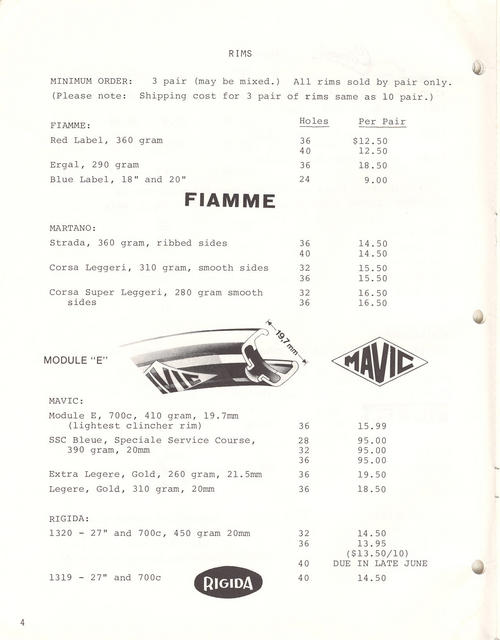 RIMS
MINIMUM ORDER: 3 pair (may be mixed.) All rims sold by pair only.
(Please note: Shipping cost for 3 pair of rims same as 10 pair.)
Holes Per Pair
FIAMME:
Red Label, 360 gram 36 $12.50
40 12.50
Ergal, 290 gram 36 18.50
Blue Label, 18" and 20" 24 9.00
FIAMME
MARTANO:
Strada, 360 gram, ribbed sides 36 14.50
40 14.50
Corsa Leggeri, 310 gram, smooth sides 32 15.50
36 15.50
Corsa Super Leggeri, 280 gram smooth 32 16.50
sides 36 16.50
19,7mm
MODULE "E"
MAVIC
MAVIC
MAVIC:
Module E, 700c, 410 gram, 19.7mm
(lightest clincher rim) 36 15.99
SSC Bleue, Speciale Service Course, 28 95.00
390 gram, 20mm 32 95.00
36 95.00
Extra Legere, Gold, 260 gram, 21.5mm 36 19.50
Legere, Gold, 310 gram, 20mm 36 18.50
RIGIDA:
1320 - 27" and 700c, 450 gram 20mm 32 14.50
36 13.95
($13.50/10)
40 DUE IN LATE JUNE
1319 - 27" and 700c 40 14.50
RIGIDA
4